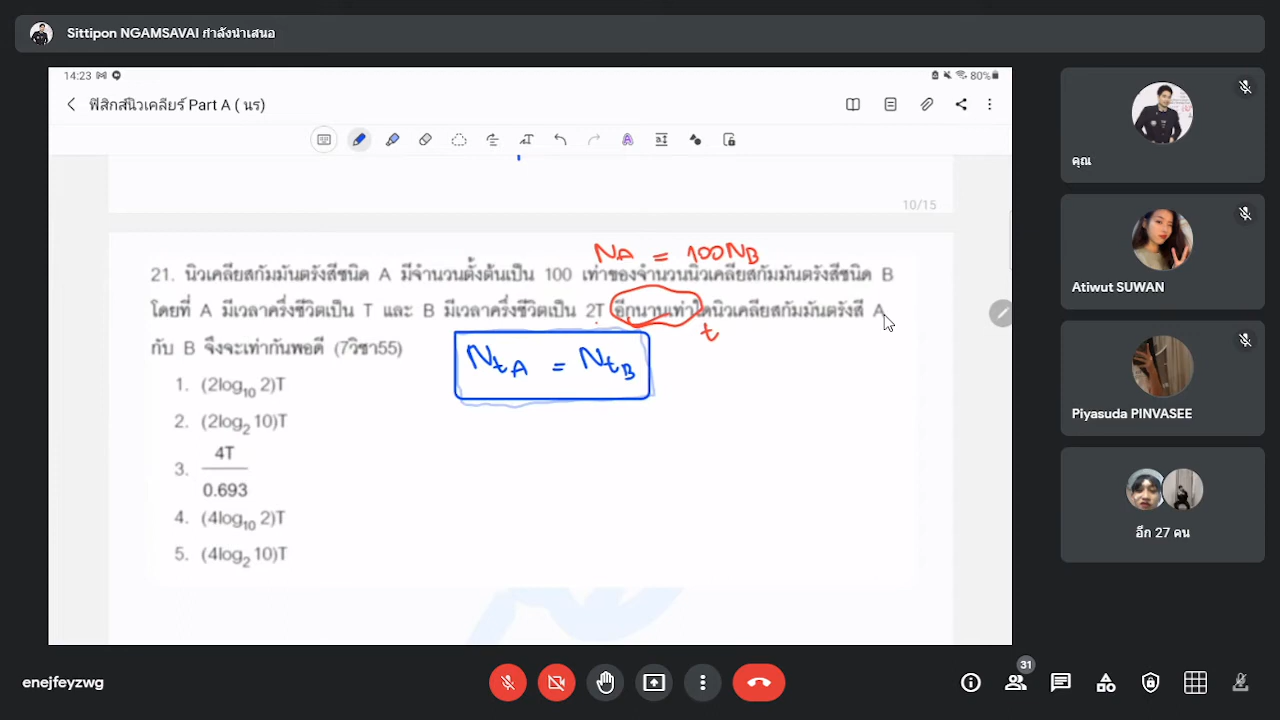 Sittipon NGAMSAVAI กำลังนำเสนอ
14:23
80%
ฟิสิกส์นิวเคลียร์ Part A ( นร)
10/15
NA = 100NB
21. นิวเคลียสกัมมันตรังสีชนิด A มีจำนวนตั้งต้นเป็น 100 เท่าของจำนวนนิวเคลียสกัมมันตรังสีชนิด B
โดยที่ A มีเวลาครึ่งชีวิตเป็น T และ B มีเวลาครึ่งชีวิตเป็น 2T อีกนานเท่าใดนิวเคลียสกัมมันตรังสี A
t
กับ B จึงจะเท่ากันพอดี (7วิชา55)
NtA = NtB
1. (2log₁₀ 2)T
2. (2log₂ 10)T
3. 4T
0.693
4. (4log₁₀ 2)T
5. (4log₂ 10)T
คุณ
Atiwut SUWAN
Piyasuda PINVASEE
อีก 27 คน
enejfeyzwg
31